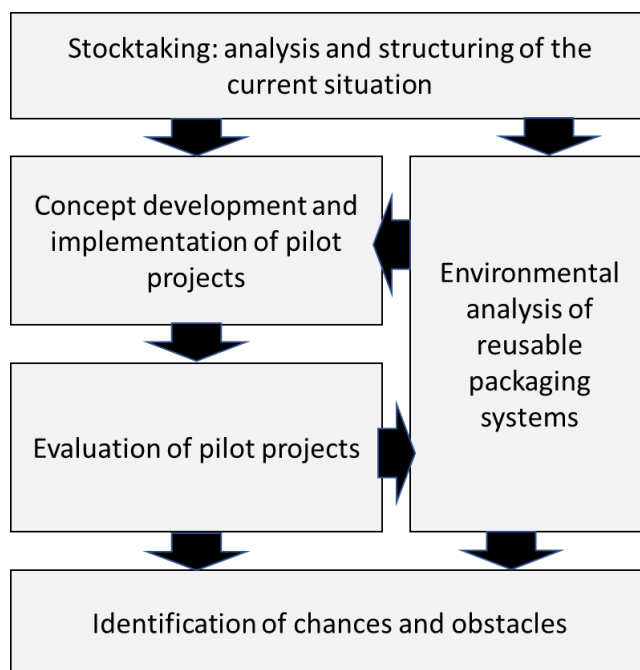 Stocktaking: analysis and structuring of the
current situation
Concept development and
implementation of pilot
projects
Environmental
analysis of
reusable
packaging
systems
Evaluation of pilot projects
Identification of chances and obstacles